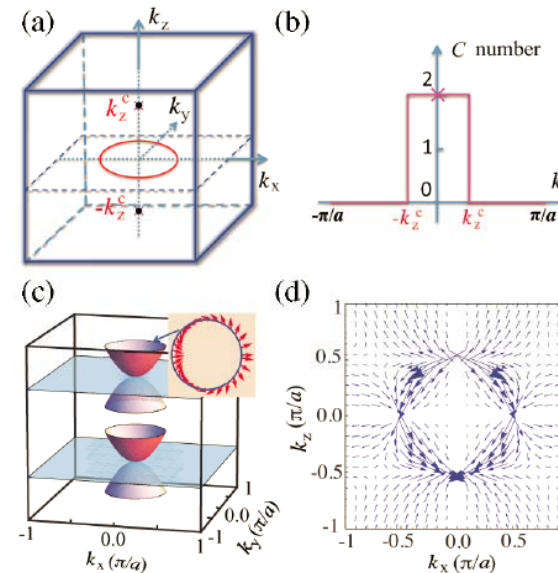 (a)
k_z
k_z^c
k_y
k_x
-k_z^c
(b)
C number
2
1
0
-π/a
-k_z^c
k_z^c
π/a
k
(c)
-1
0.0
1
k_x (π/a)
-1
0.0
1
k_y (π/a)
(d)
1
0.5
0.0
-0.5
-1
k_z (π/a)
-1
-0.5
0.0
0.5
1
k_x (π/a)